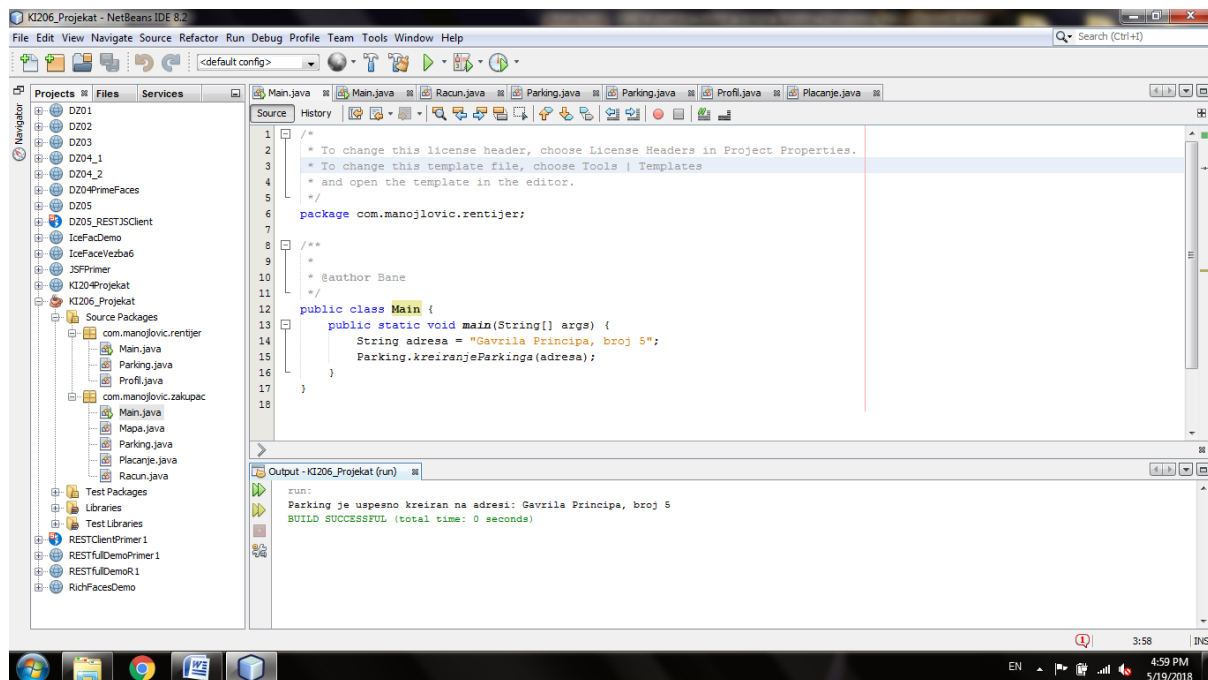 KI206_Projekat - NetBeans IDE 8.2
File Edit View Navigate Source Refactor Run Debug Profile Team Tools Window Help
Search (Ctrl+I)
<default config>
Projects Files Services
Navigator
DZ01
DZ02
DZ03
DZ04_1
DZ04_2
DZ04PrimeFaces
DZ05
DZ05_RESTJSClient
IceFacDemo
IceFaceVezba6
JSFPrimer
KI204Projekat
KI206_Projekat
Source Packages
com.manojlovic.rentijer
Main.java
Parking.java
Profil.java
com.manojlovic.zakupac
Main.java
Mapa.java
Parking.java
Placanje.java
Racun.java
Test Packages
Libraries
Test Libraries
RESTClientPrimer1
RESTfullDemoPrimer1
RESTfullDemoR1
RichFacesDemo
Main.java Main.java Racun.java Parking.java Parking.java Profil.java Placanje.java
Source History
1 /*
2 * To change this license header, choose License Headers in Project Properties.
3 * To change this template file, choose Tools | Templates
4 * and open the template in the editor.
5 */
6 package com.manojlovic.rentijer;
7
8 /**
9 *
10 * @author Bane
11 */
12 public class Main {
13 public static void main(String[] args) {
14 String adresa = "Gavrila Principa, broj 5";
15 Parking.kreiranjeParkinga(adresa);
16 }
17 }
18
Output - KI206_Projekat (run)
run:
Parking je uspesno kreiran na adresi: Gavrila Principa, broj 5
BUILD SUCCESSFUL (total time: 0 seconds)
1 3:58 INS
EN 4:59 PM
5/19/2018